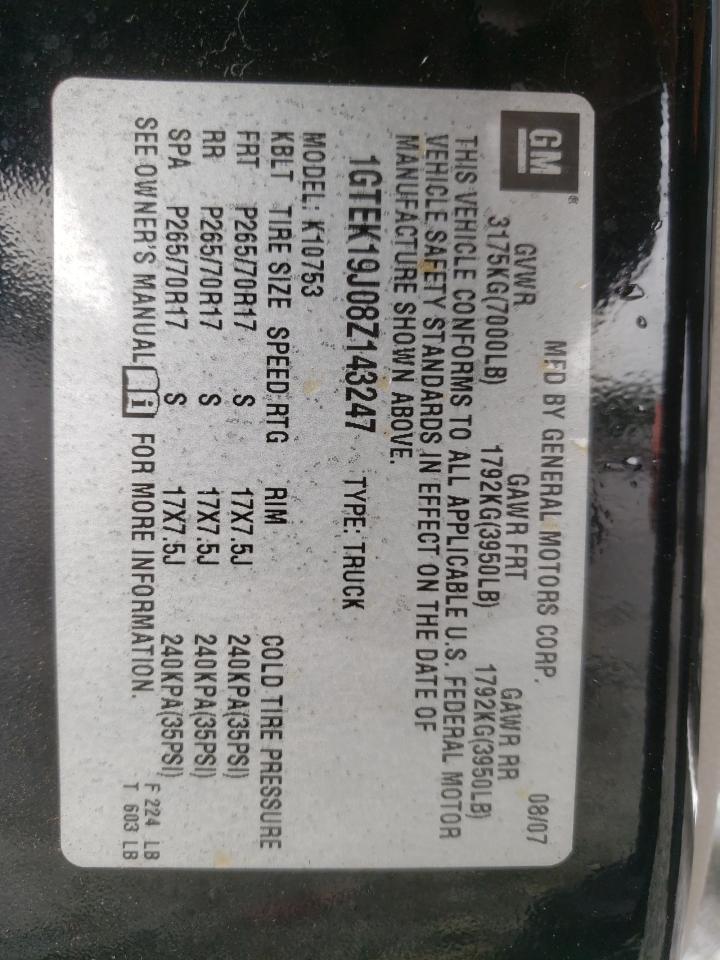 GM®
MFD BY GENERAL MOTORS CORP. 08/07
GVWR GAWR FRT GAWR RR
3175KG(7000LB) 1792KG(3950LB) 1792KG(3950LB)
THIS VEHICLE CONFORMS TO ALL APPLICABLE U.S. FEDERAL MOTOR
VEHICLE SAFETY STANDARDS IN EFFECT ON THE DATE OF
MANUFACTURE SHOWN ABOVE.
1GTEK19J08Z143247 TYPE: TRUCK
MODEL: K10753
KBLT TIRE SIZE SPEED RTG RIM COLD TIRE PRESSURE
FRT P265/70R17 S 17X7.5J 240KPA(35PSI)
RR P265/70R17 S 17X7.5J 240KPA(35PSI)
SPA P265/70R17 S 17X7.5J 240KPA(35PSI)
SEE OWNER'S MANUAL i FOR MORE INFORMATION.
F 224 LB
T 603 LB